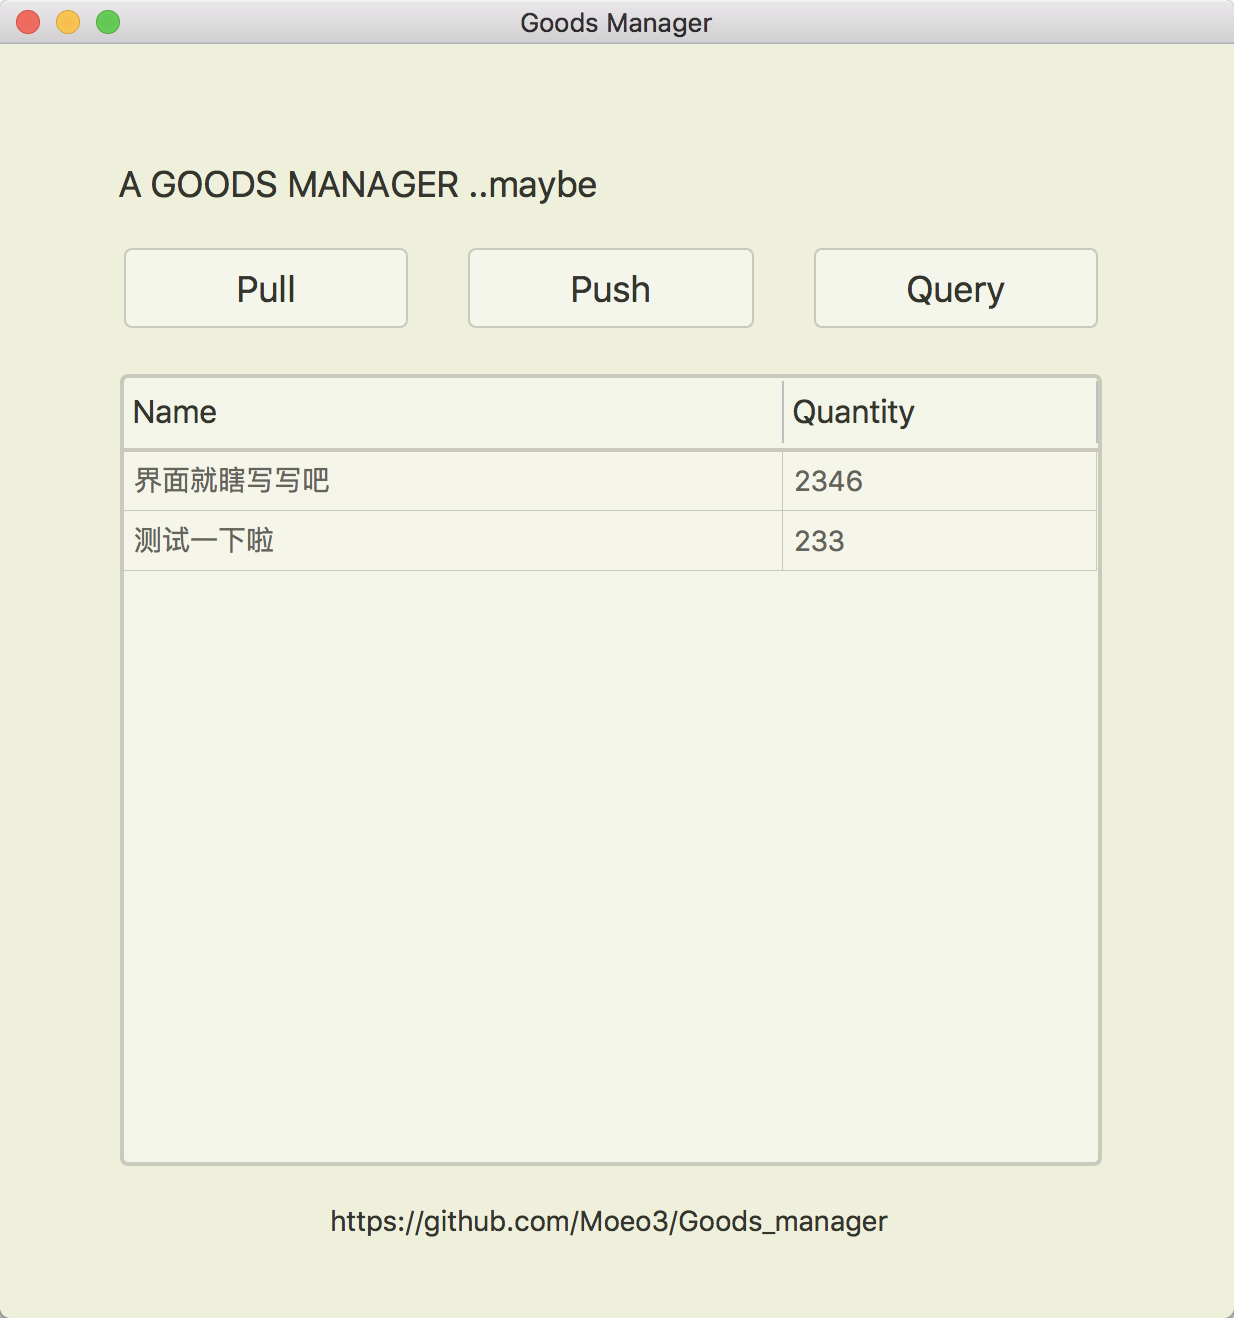 Goods Manager
A GOODS MANAGER ..maybe
Pull Push Query
Name Quantity
界面就瞎写写吧 2346
测试一下啦 233
https://github.com/Moeo3/Goods_manager